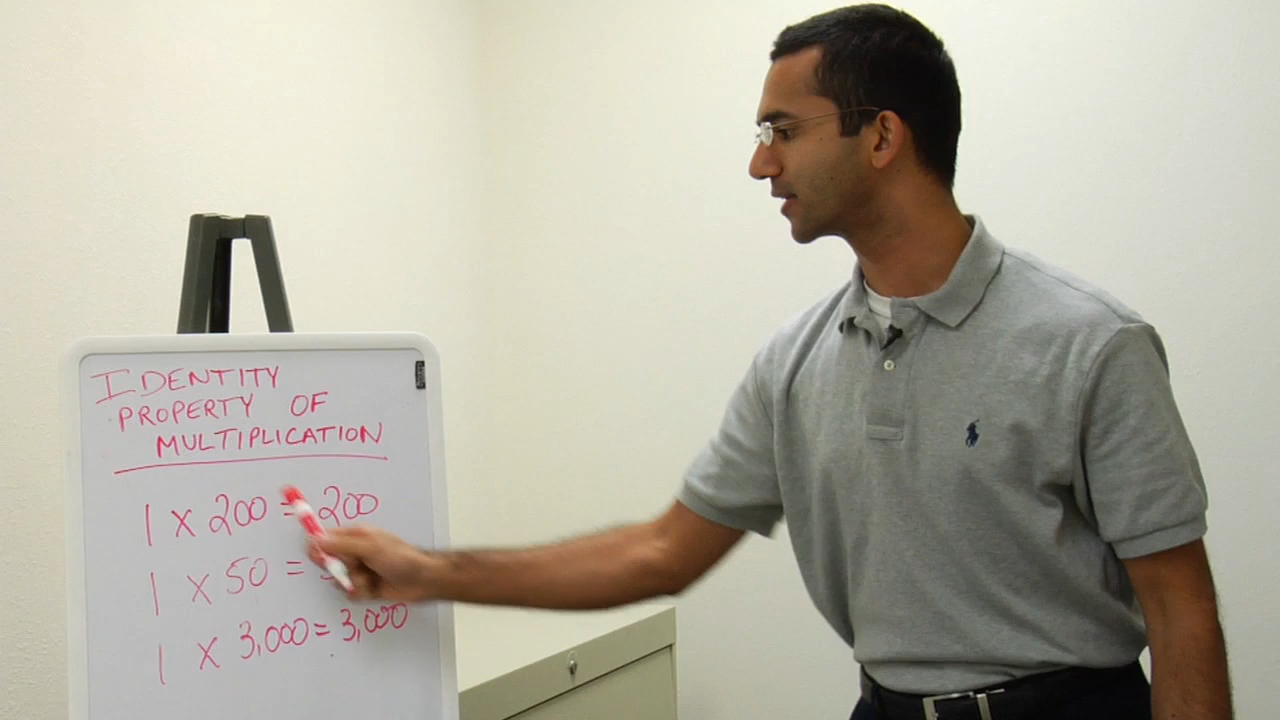 IDENTITY
PROPERTY OF
MULTIPLICATION
1 x 200 = 200
1 x 50 =
1 x 3,000 = 3,000